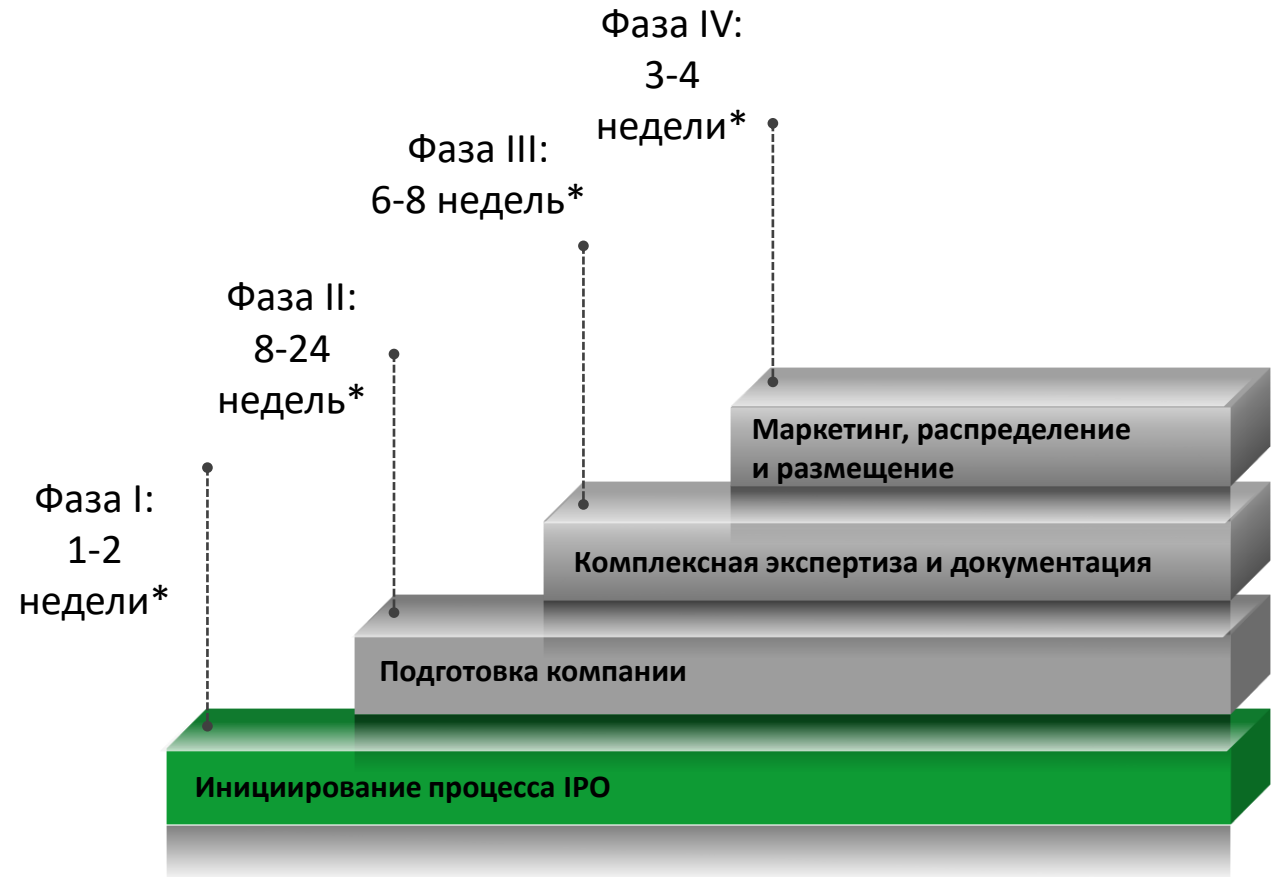 Фаза IV:
3-4
недели*
Фаза III:
6-8 недель*
Фаза II:
8-24
недель*
Фаза I:
1-2
недели*
Маркетинг, распределение
и размещение
Комплексная экспертиза и документация
Подготовка компании
Инициирование процесса IPO